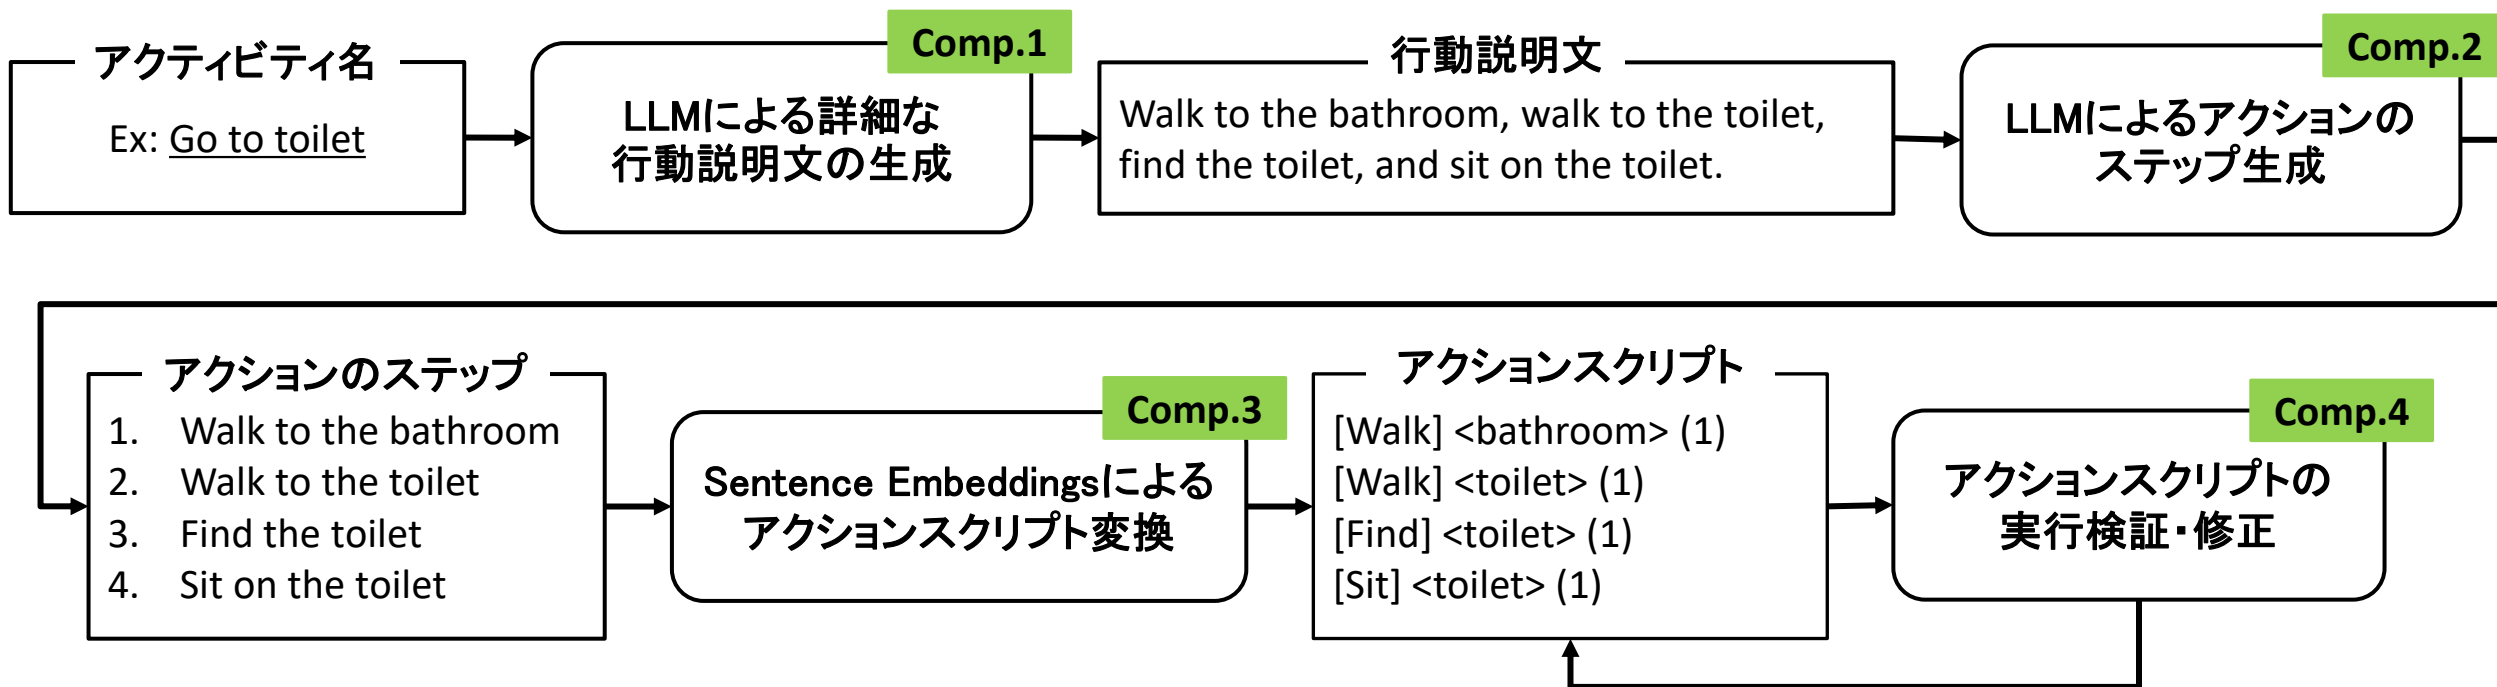 アクティビティ名
Ex: Go to toilet
Comp.1
LLMによる詳細な
行動説明文の生成
行動説明文
Walk to the bathroom, walk to the toilet,
find the toilet, and sit on the toilet.
Comp.2
LLMによるアクションの
ステップ生成
アクションのステップ
1. Walk to the bathroom
2. Walk to the toilet
3. Find the toilet
4. Sit on the toilet
Comp.3
Sentence Embeddingsによる
アクションスクリプト変換
アクションスクリプト
[Walk] <bathroom> (1)
[Walk] <toilet> (1)
[Find] <toilet> (1)
[Sit] <toilet> (1)
Comp.4
アクションスクリプトの
実行検証・修正